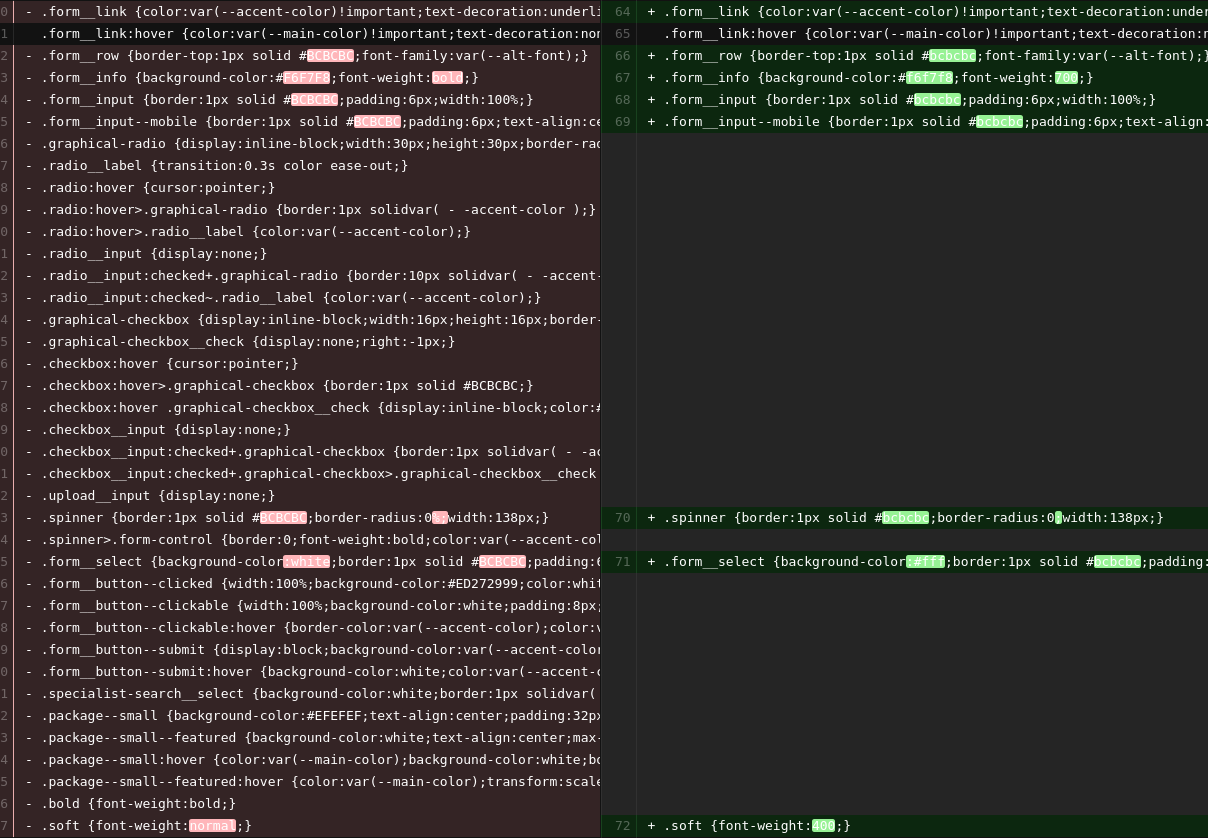 0 - .form__link {color:var(--accent-color)!important;text-decoration:underli
1 .form__link:hover {color:var(--main-color)!important;text-decoration:non
2 - .form__row {border-top:1px solid #BCBCBC;font-family:var(--alt-font);}
3 - .form__info {background-color:#F6F7F8;font-weight:bold;}
4 - .form__input {border:1px solid #BCBCBC;padding:6px;width:100%;}
5 - .form__input--mobile {border:1px solid #BCBCBC;padding:6px;text-align:ce
6 - .graphical-radio {display:inline-block;width:30px;height:30px;border-rad
7 - .radio__label {transition:0.3s color ease-out;}
8 - .radio:hover {cursor:pointer;}
9 - .radio:hover>.graphical-radio {border:1px solidvar( - -accent-color );}
0 - .radio:hover>.radio__label {color:var(--accent-color);}
1 - .radio__input {display:none;}
2 - .radio__input:checked+.graphical-radio {border:10px solidvar( - -accent-
3 - .radio__input:checked~.radio__label {color:var(--accent-color);}
4 - .graphical-checkbox {display:inline-block;width:16px;height:16px;border-
5 - .graphical-checkbox__check {display:none;right:-1px;}
6 - .checkbox:hover {cursor:pointer;}
7 - .checkbox:hover>.graphical-checkbox {border:1px solid #BCBCBC;}
8 - .checkbox:hover .graphical-checkbox__check {display:inline-block;color:#
9 - .checkbox__input {display:none;}
0 - .checkbox__input:checked+.graphical-checkbox {border:1px solidvar( - -ac
1 - .checkbox__input:checked+.graphical-checkbox>.graphical-checkbox__check
2 - .upload__input {display:none;}
3 - .spinner {border:1px solid #BCBCBC;border-radius:0%;width:138px;}
4 - .spinner>.form-control {border:0;font-weight:bold;color:var(--accent-col
5 - .form__select {background-color:white;border:1px solid #BCBCBC;padding:6
6 - .form__button--clicked {width:100%;background-color:#ED272999;color:whit
7 - .form__button--clickable {width:100%;background-color:white;padding:8px;
8 - .form__button--clickable:hover {border-color:var(--accent-color);color:v
9 - .form__button--submit {display:block;background-color:var(--accent-color
0 - .form__button--submit:hover {background-color:white;color:var(--accent-c
1 - .specialist-search__select {background-color:white;border:1px solidvar(
2 - .package--small {background-color:#EFEFEF;text-align:center;padding:32px
3 - .package--small--featured {background-color:white;text-align:center;max-
4 - .package--small:hover {color:var(--main-color);background-color:white;bo
5 - .package--small--featured:hover {color:var(--main-color);transform:scale
6 - .bold {font-weight:bold;}
7 - .soft {font-weight:normal;}
64 + .form__link {color:var(--accent-color)!important;text-decoration:under
65 .form__link:hover {color:var(--main-color)!important;text-decoration:n
66 + .form__row {border-top:1px solid #bcbcbc;font-family:var(--alt-font);}
67 + .form__info {background-color:#f6f7f8;font-weight:700;}
68 + .form__input {border:1px solid #bcbcbc;padding:6px;width:100%;}
69 + .form__input--mobile {border:1px solid #bcbcbc;padding:6px;text-align:
70 + .spinner {border:1px solid #bcbcbc;border-radius:0;width:138px;}
71 + .form__select {background-color:#fff;border:1px solid #bcbcbc;padding:
72 + .soft {font-weight:400;}